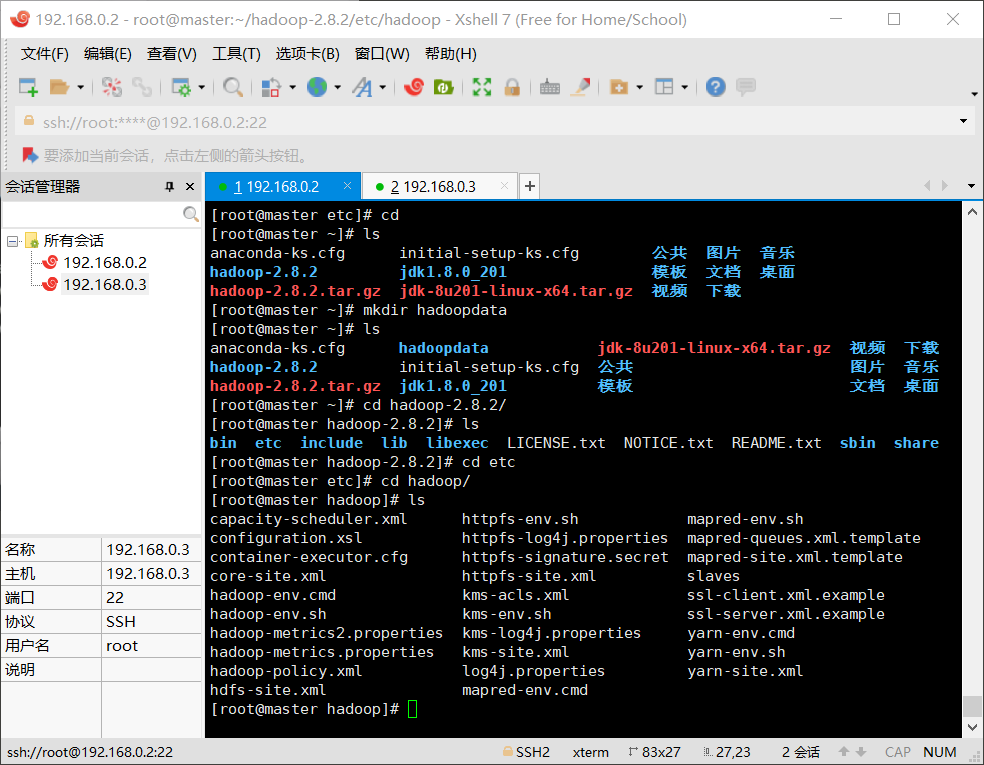 192.168.0.2 - root@master:~/hadoop-2.8.2/etc/hadoop - Xshell 7 (Free for Home/School)
文件(F) 编辑(E) 查看(V) 工具(T) 选项卡(B) 窗口(W) 帮助(H)
ssh://root:****@192.168.0.2:22
要添加当前会话，点击左侧的箭头按钮。
会话管理器
1 192.168.0.2
2 192.168.0.3
所有会话
192.168.0.2
192.168.0.3
名称 192.168.0.3
主机 192.168.0.3
端口 22
协议 SSH
用户名 root
说明
[root@master etc]# cd
[root@master ~]# ls
anaconda-ks.cfg initial-setup-ks.cfg 公共 图片 音乐
hadoop-2.8.2 jdk1.8.0_201 模板 文档 桌面
hadoop-2.8.2.tar.gz jdk-8u201-linux-x64.tar.gz 视频 下载
[root@master ~]# mkdir hadoopdata
[root@master ~]# ls
anaconda-ks.cfg hadoopdata jdk-8u201-linux-x64.tar.gz 视频 下载
hadoop-2.8.2 initial-setup-ks.cfg 公共 图片 音乐
hadoop-2.8.2.tar.gz jdk1.8.0_201 模板 文档 桌面
[root@master ~]# cd hadoop-2.8.2/
[root@master hadoop-2.8.2]# ls
bin etc include lib libexec LICENSE.txt NOTICE.txt README.txt sbin share
[root@master hadoop-2.8.2]# cd etc
[root@master etc]# cd hadoop/
[root@master hadoop]# ls
capacity-scheduler.xml httpfs-env.sh mapred-env.sh
configuration.xsl httpfs-log4j.properties mapred-queues.xml.template
container-executor.cfg httpfs-signature.secret mapred-site.xml.template
core-site.xml httpfs-site.xml slaves
hadoop-env.cmd kms-acls.xml ssl-client.xml.example
hadoop-env.sh kms-env.sh ssl-server.xml.example
hadoop-metrics2.properties kms-log4j.properties yarn-env.cmd
hadoop-metrics.properties kms-site.xml yarn-env.sh
hadoop-policy.xml log4j.properties yarn-site.xml
hdfs-site.xml mapred-env.cmd
[root@master hadoop]#
ssh://root@192.168.0.2:22 SSH2 xterm 83x27 27,23 2 会话 CAP NUM